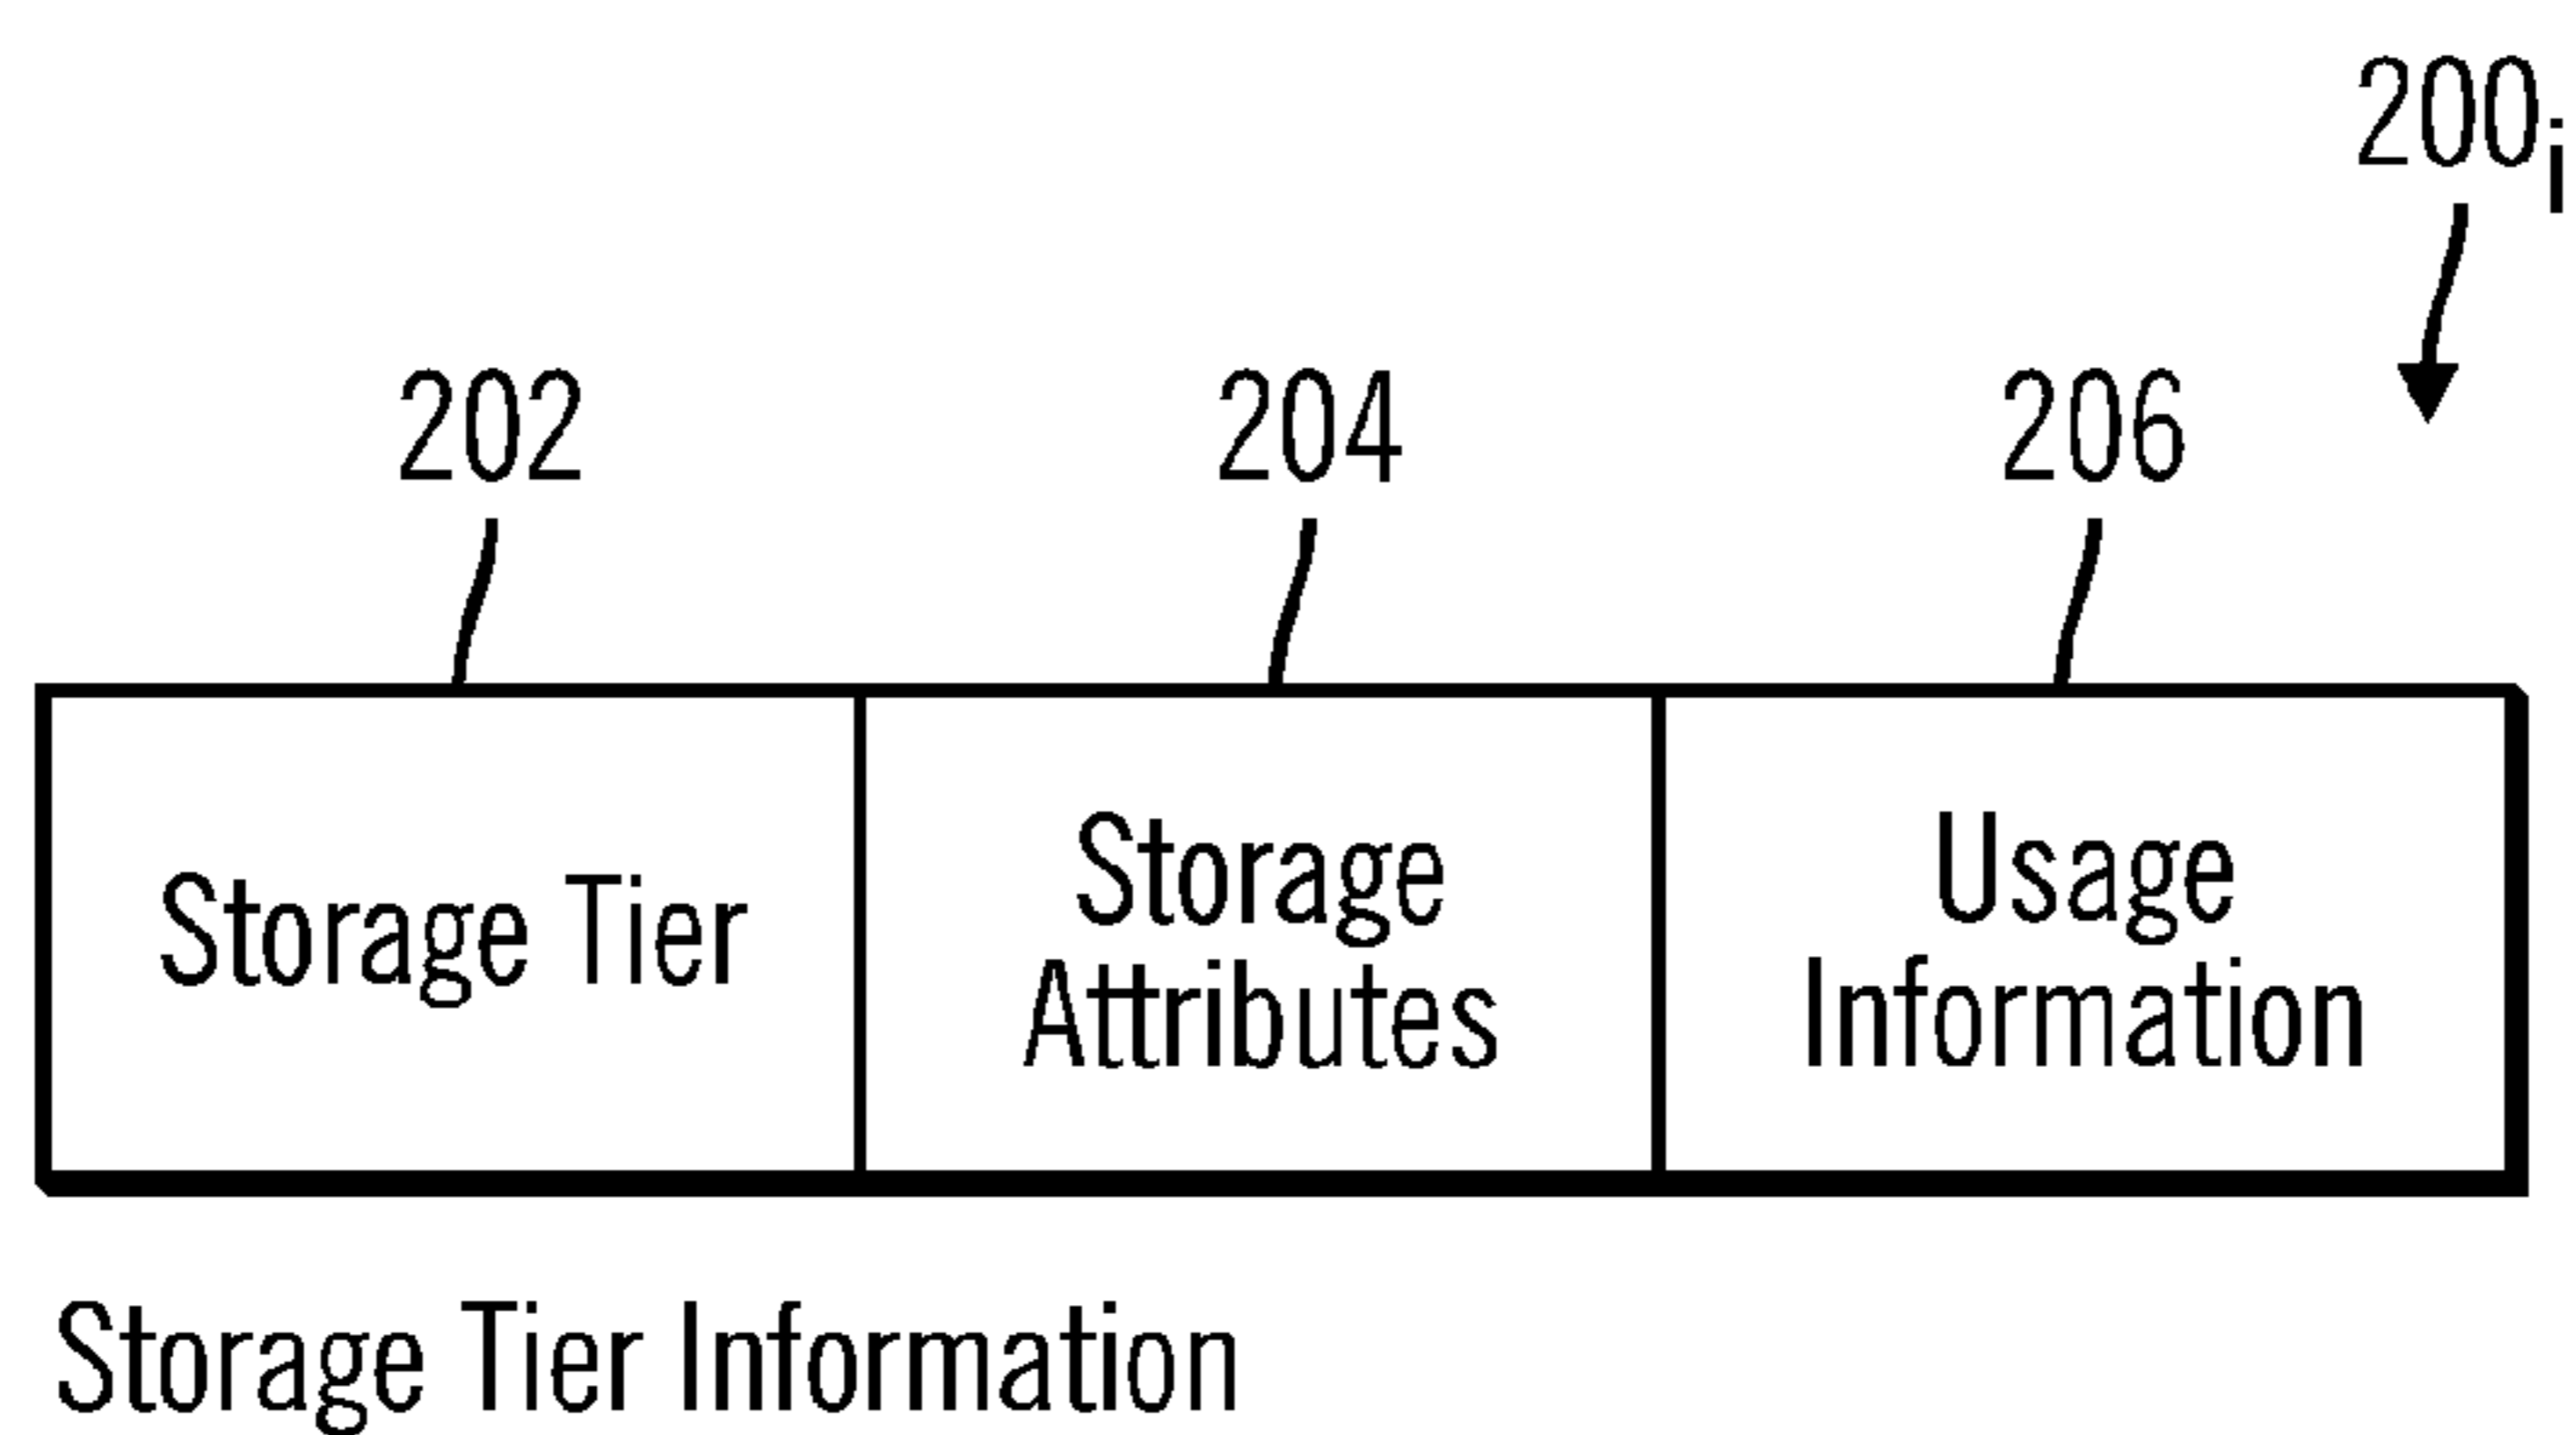 200i
202 204 206
Storage Tier
Storage
Attributes
Usage
Information
Storage Tier Information